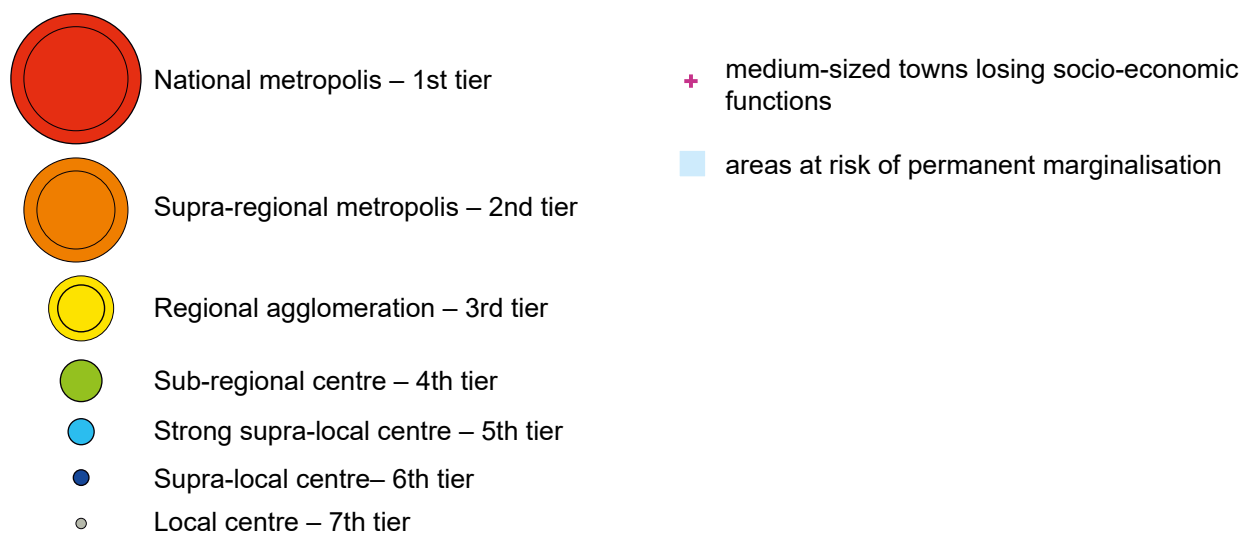 National metropolis – 1st tier
Supra-regional metropolis – 2nd tier
Regional agglomeration – 3rd tier
Sub-regional centre – 4th tier
Strong supra-local centre – 5th tier
Supra-local centre– 6th tier
Local centre – 7th tier
medium-sized towns losing socio-economic
functions
areas at risk of permanent marginalisation